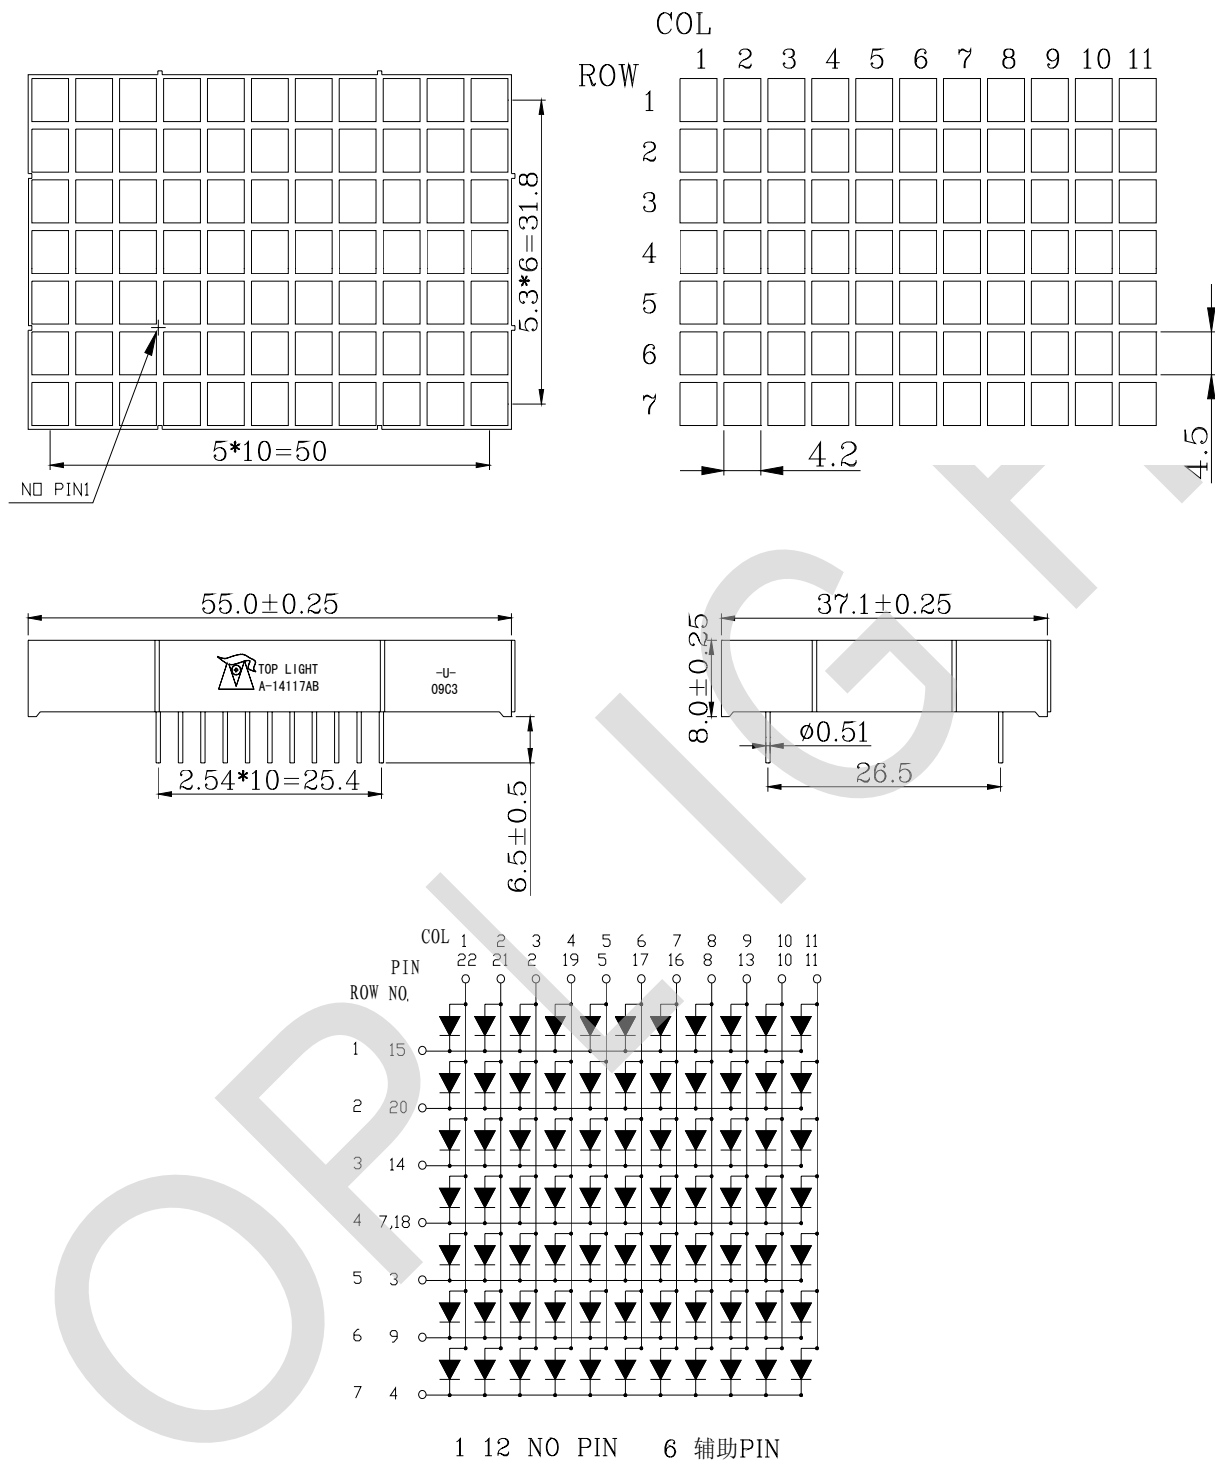 COL
ROW
1 2 3 4 5 6 7 8 9 10 11
1
2
3
4
5
6
7
5.3*6=31.8
5*10=50
NO PIN1
4.2
4.5
55.0±0.25
TOP LIGHT
A-14117AB
-U-
09C3
2.54*10=25.4
6.5±0.5
37.1±0.25
8.0±0.25
ø0.51
26.5
COL 1 2 3 4 5 6 7 8 9 10 11
PIN 22 21 2 19 5 17 16 8 13 10 11
ROW NO.
1 15
2 20
3 14
4 7,18
5 3
6 9
7 4
1 12 NO PIN 6 辅助PIN
OPLIGH